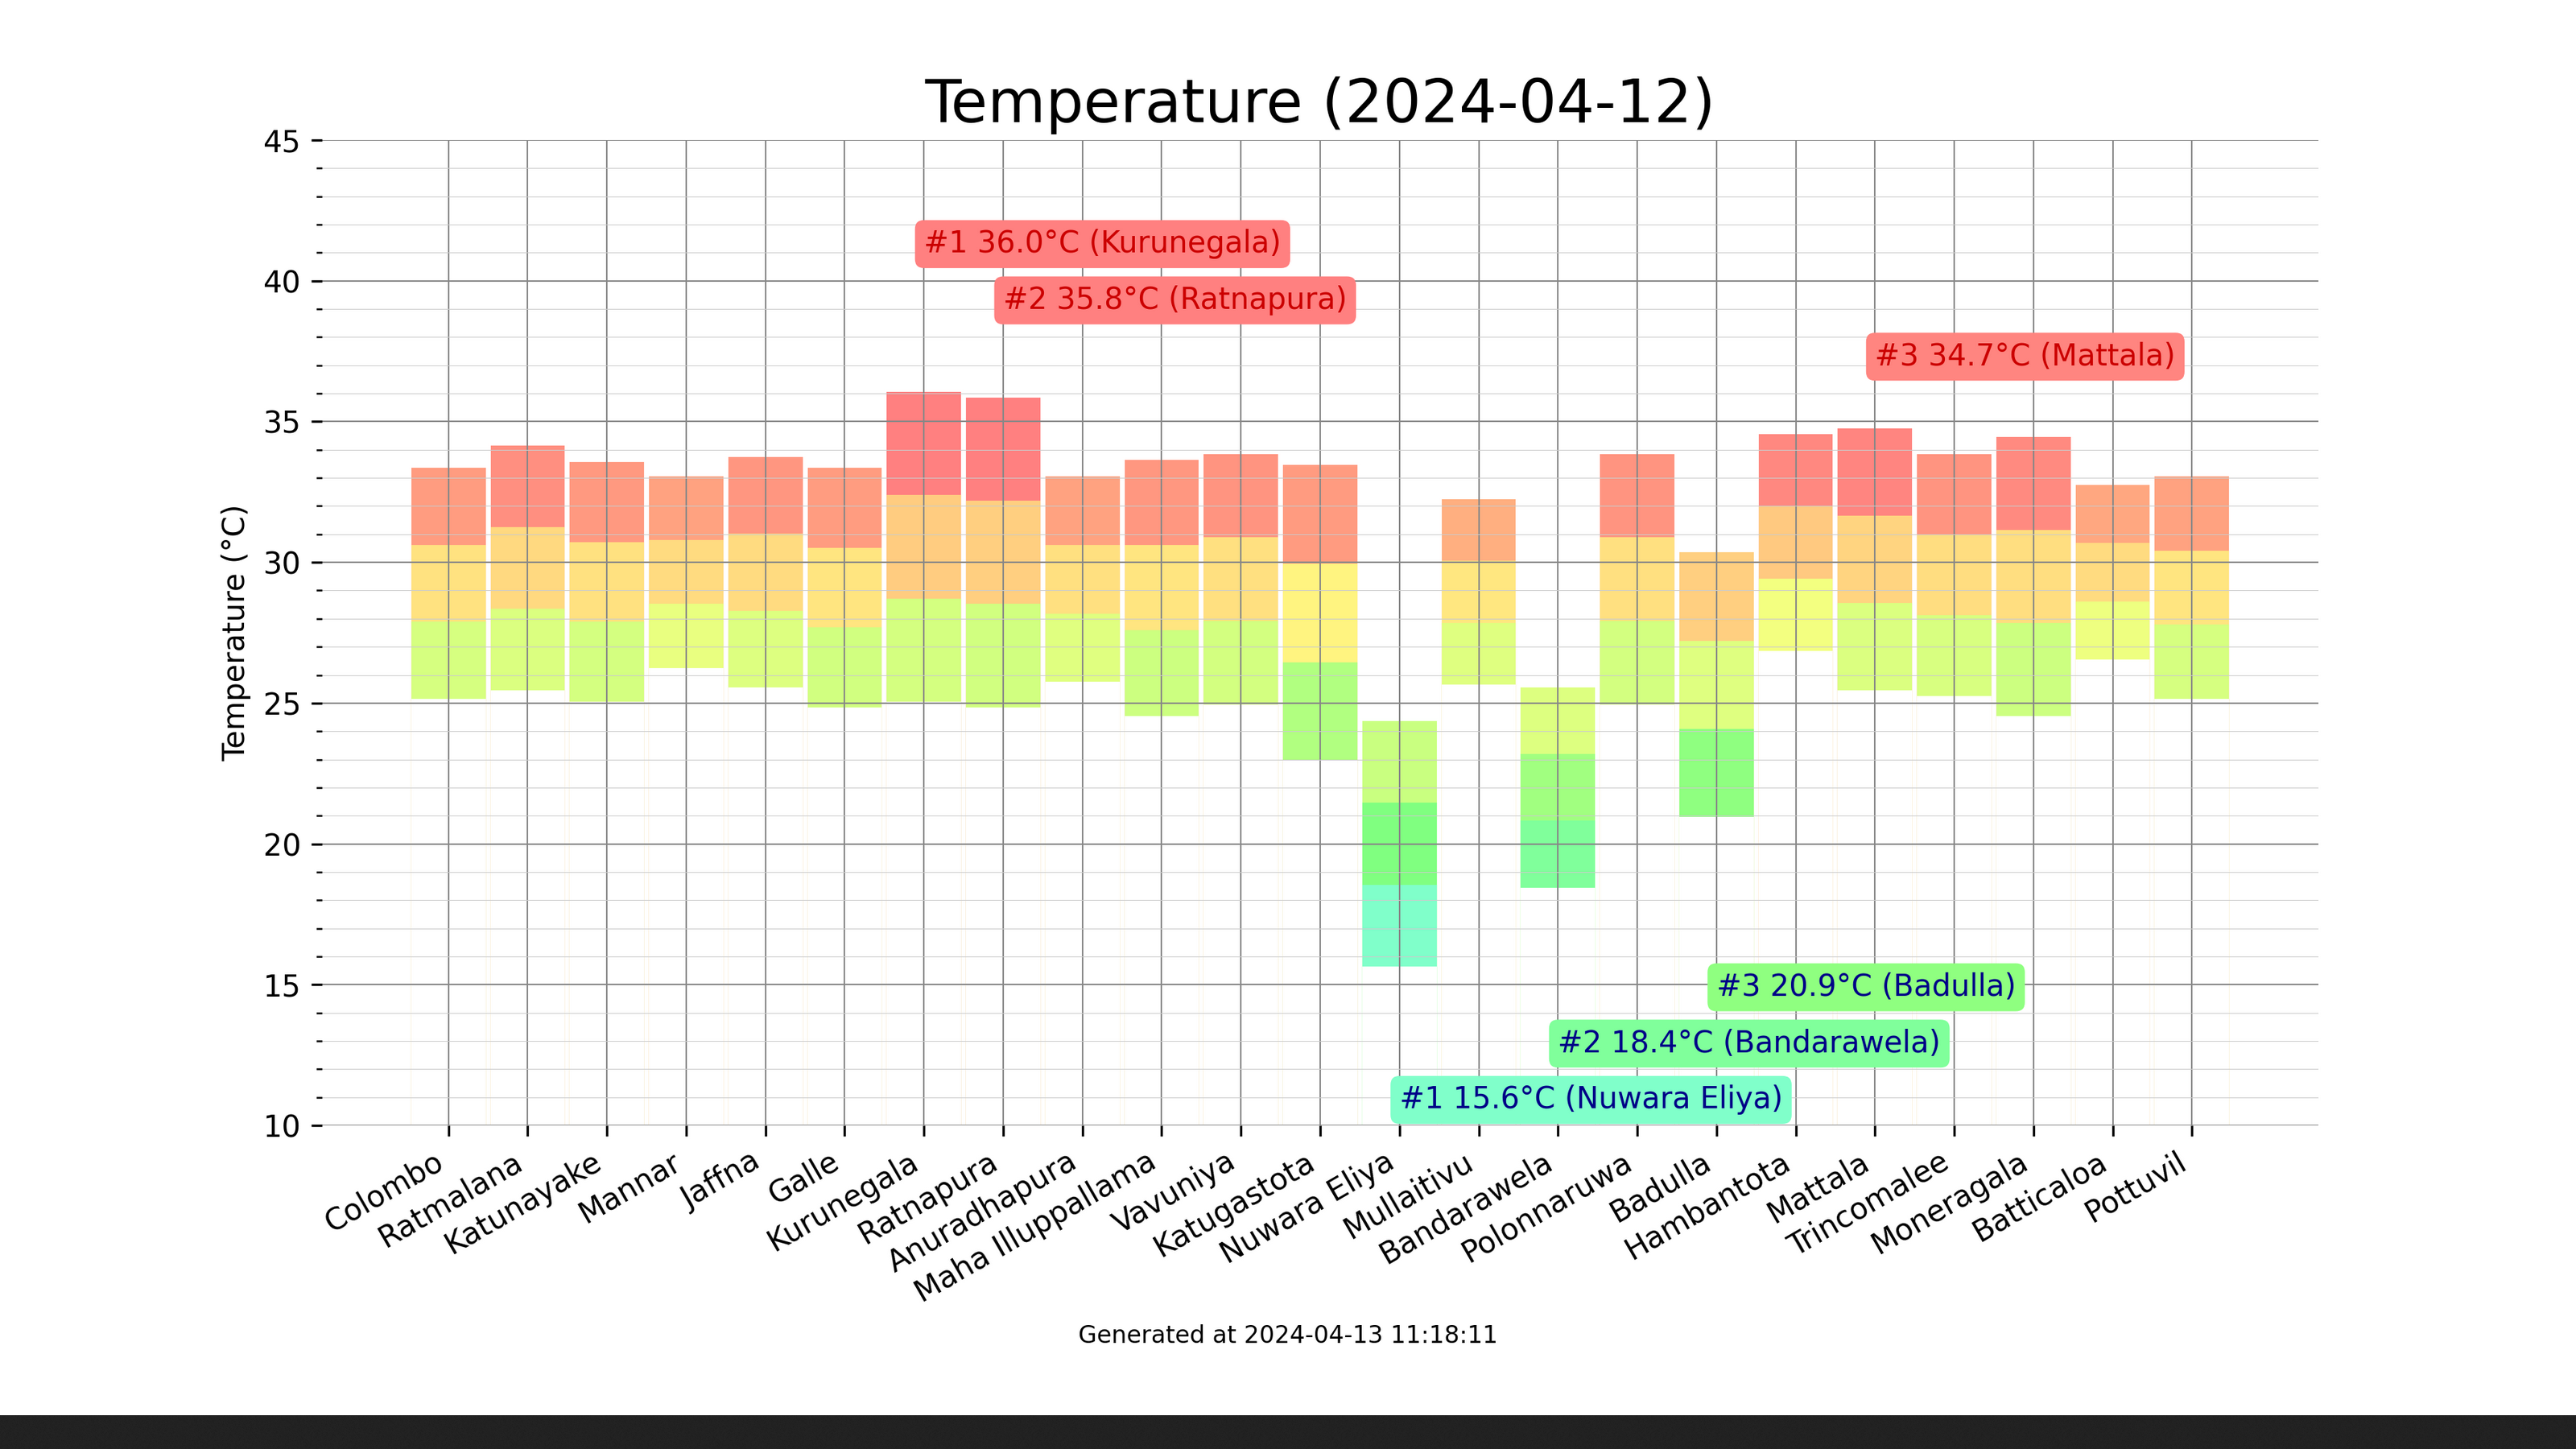 Temperature (2024-04-12)
45
40
35
30
25
20
15
10
Temperature (°C)
#1 36.0°C (Kurunegala)
#2 35.8°C (Ratnapura)
#3 34.7°C (Mattala)
#3 20.9°C (Badulla)
#2 18.4°C (Bandarawela)
#1 15.6°C (Nuwara Eliya)
Colombo
Ratmalana
Katunayake
Mannar
Jaffna
Galle
Kurunegala
Ratnapura
Anuradhapura
Maha Illuppallama
Vavuniya
Katugastota
Nuwara Eliya
Mullaitivu
Bandarawela
Polonnaruwa
Badulla
Hambantota
Mattala
Trincomalee
Moneragala
Batticaloa
Pottuvil
Generated at 2024-04-13 11:18:11